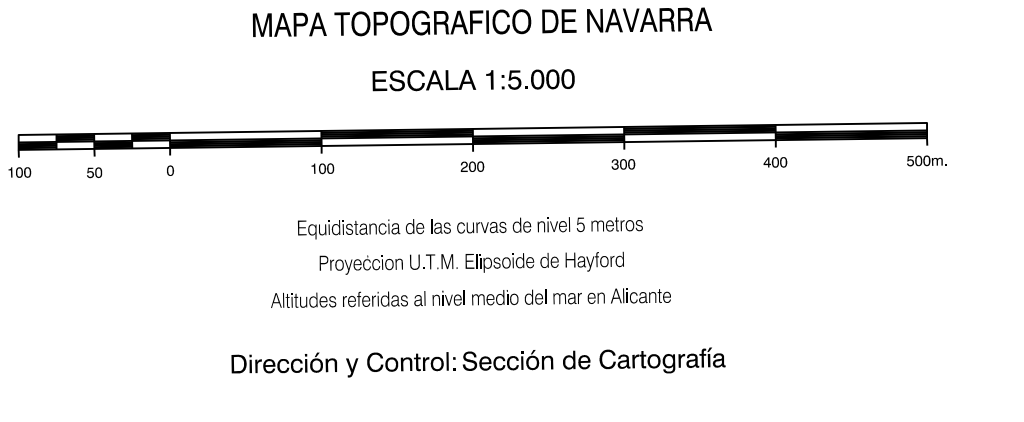 MAPA TOPOGRAFICO DE NAVARRA
ESCALA 1:5.000
100 50 0 100 200 300 400 500m.
Equidistancia de las curvas de nivel 5 metros
Proyeccion U.T.M. Elipsoide de Hayford
Altitudes referidas al nivel medio del mar en Alicante
Dirección y Control: Sección de Cartografía